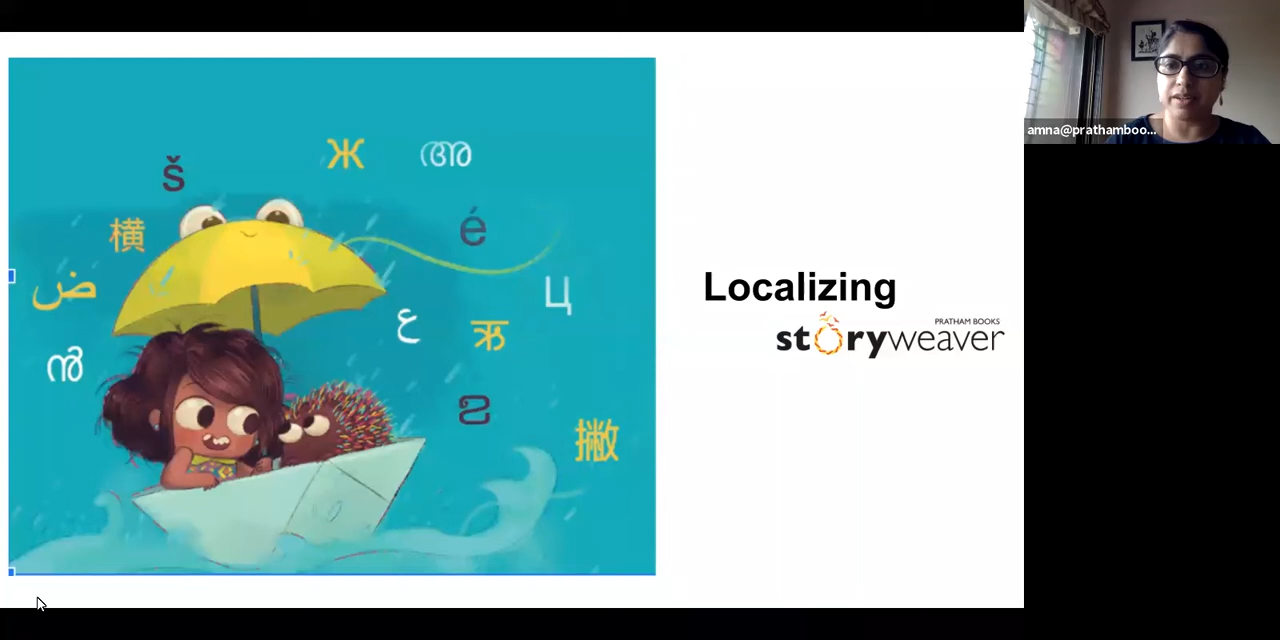 ж
അ
š
é
横
ض
Ц
ع
ऋ
ൻ
撇
Localizing
PRATHAM BOOKS
storyweaver
amna@prathamboo...